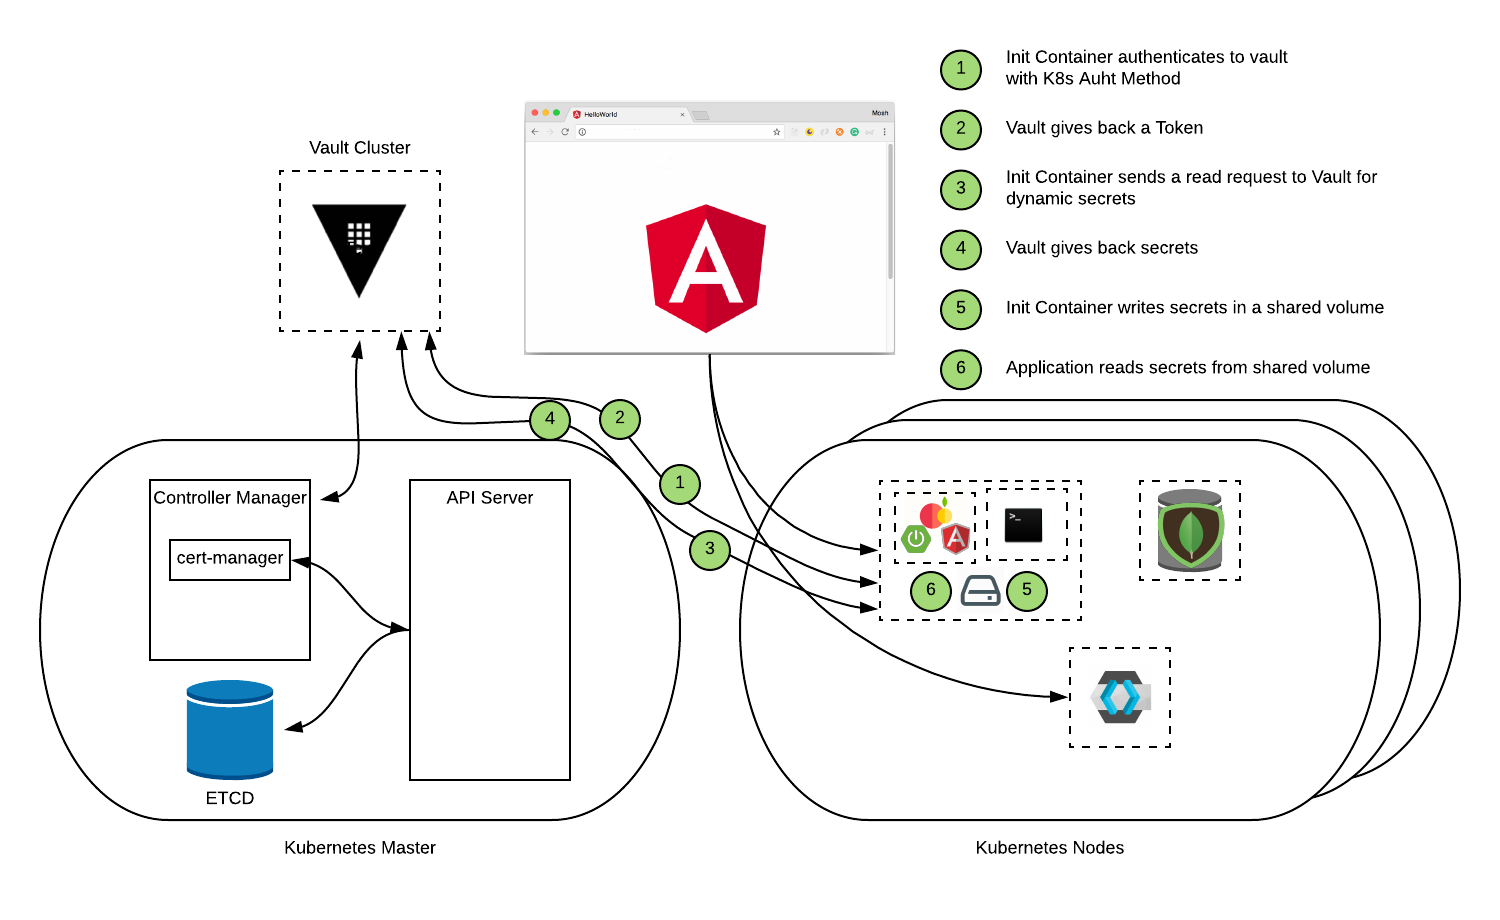 1
Init Container authenticates to vault
with K8s Auht Method
2
Vault gives back a Token
3
Init Container sends a read request to Vault for
dynamic secrets
4
Vault gives back secrets
5
Init Container writes secrets in a shared volume
6
Application reads secrets from shared volume
Vault Cluster
HelloWorld
Mosh
A
4
2
1
3
Controller Manager
cert-manager
API Server
ETCD
Kubernetes Master
A
>_
6
5
Kubernetes Nodes